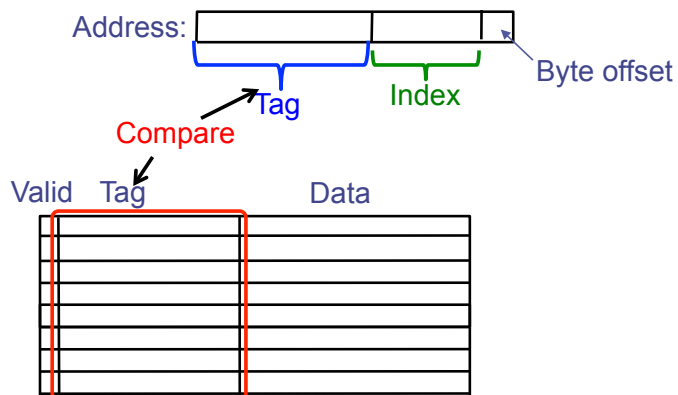 Address:
Byte offset
Tag
Index
Compare
Valid Tag Data